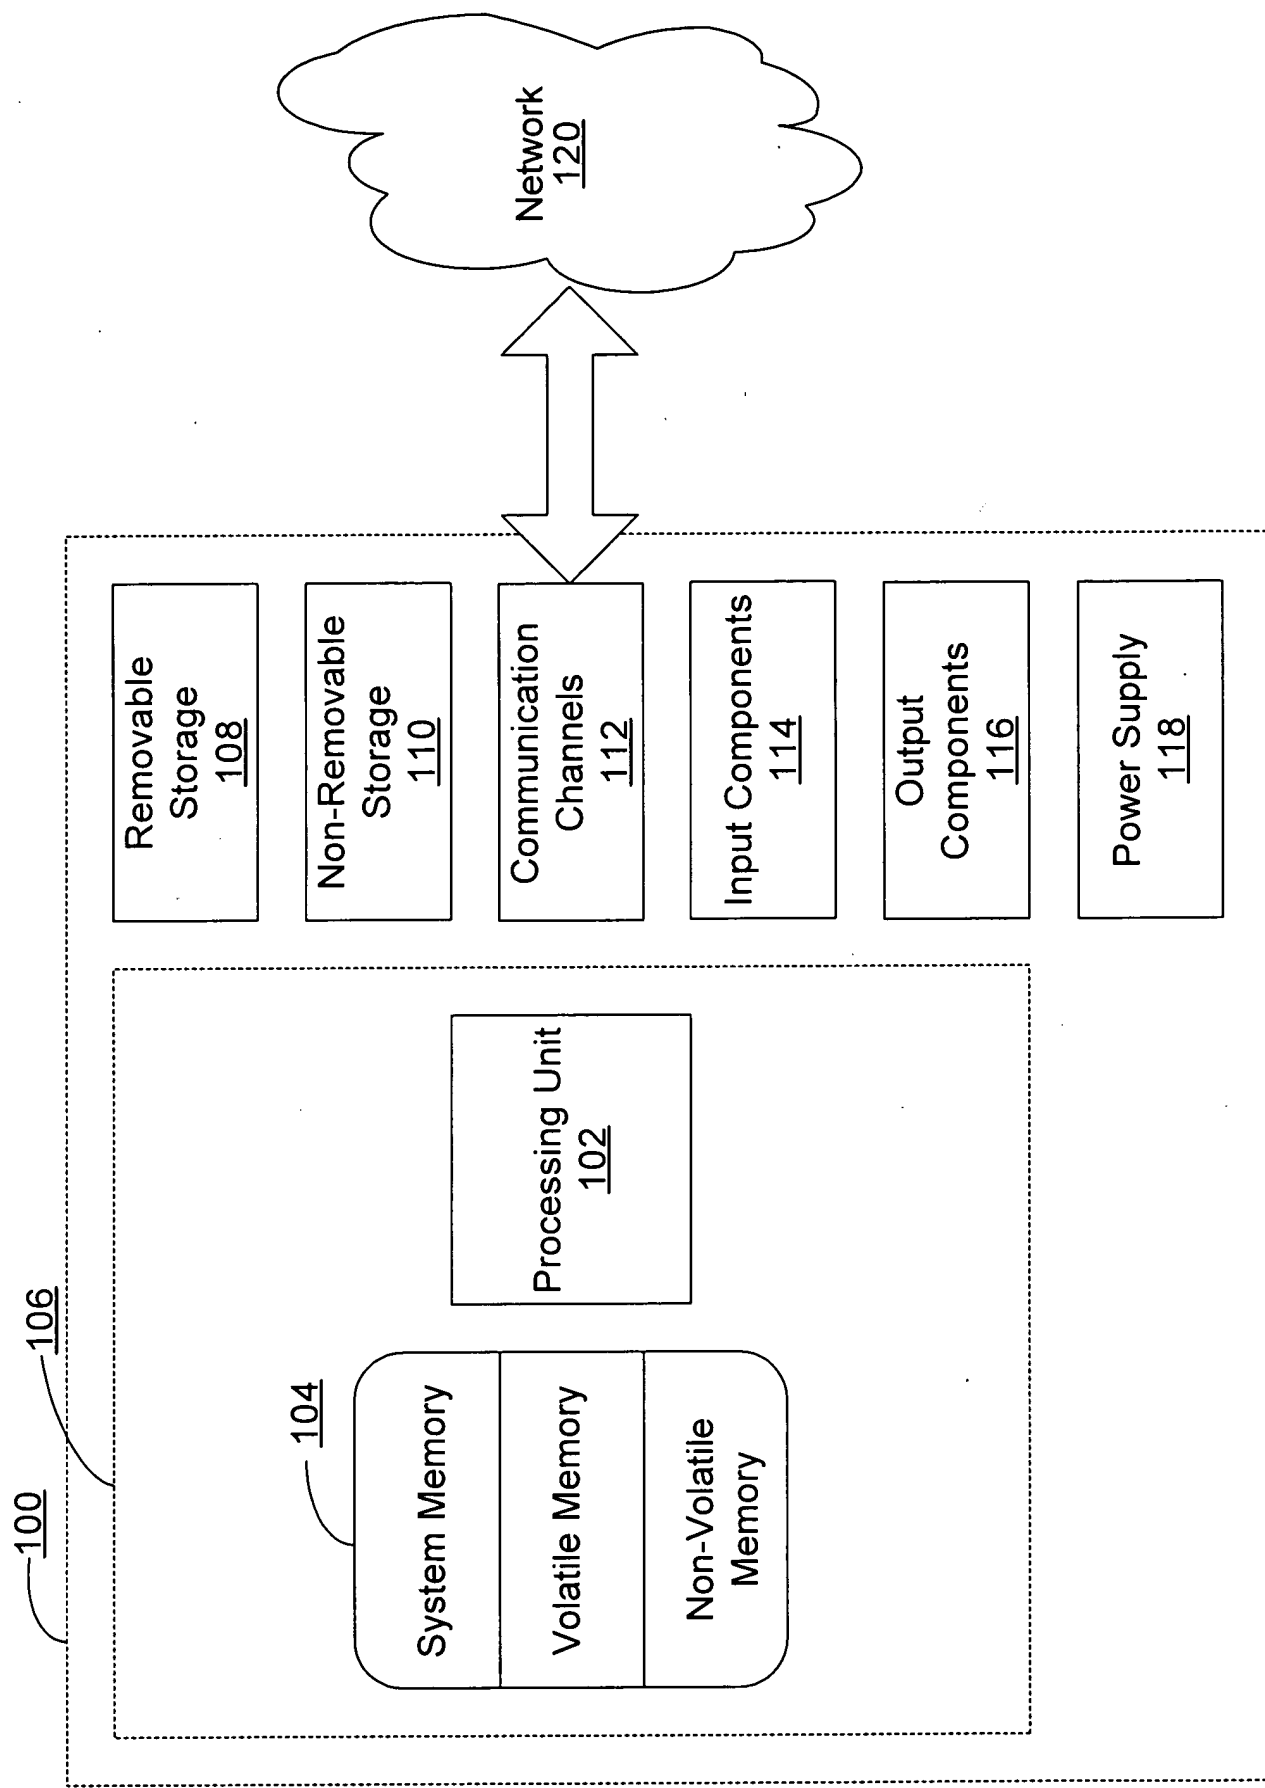 100
106
104
System Memory
Volatile Memory
Non-Volatile
Memory
Processing Unit
102
Removable
Storage
108
Non-Removable
Storage
110
Communication
Channels
112
Input Components
114
Output
Components
116
Power Supply
118
Network
120